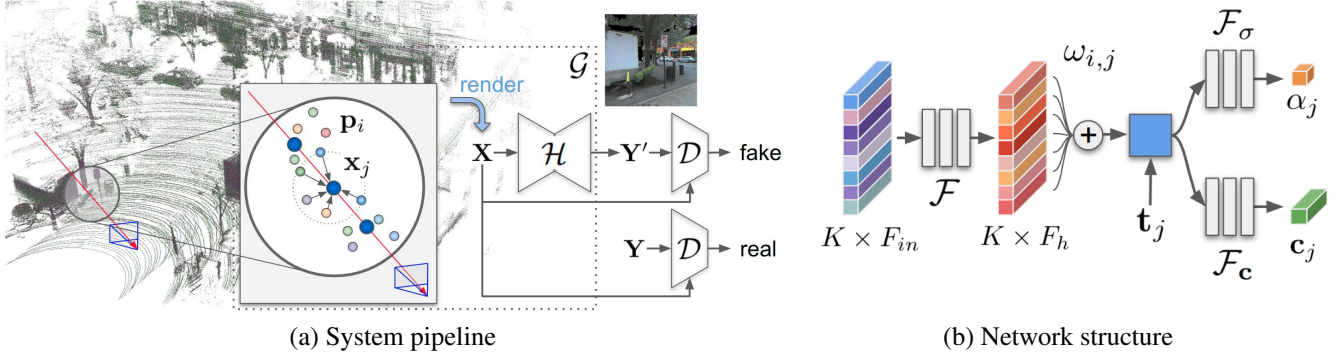 𝒢
render
p_i
x_j
X
ℋ
Y′
𝒟
fake
Y
𝒟
real
(a) System pipeline
K × F_in
ℱ
K × F_h
ω_{i,j}
+
t_j
ℱ_σ
α_j
ℱ_c
c_j
(b) Network structure